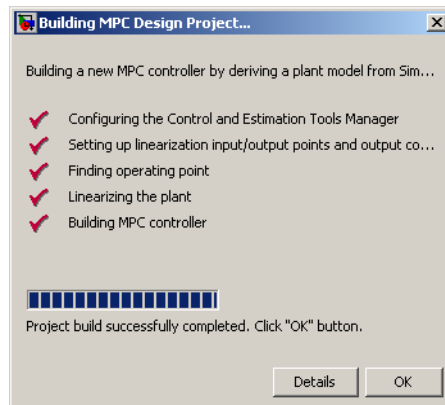 Building MPC Design Project...
Building a new MPC controller by deriving a plant model from Sim...
Configuring the Control and Estimation Tools Manager
Setting up linearization input/output points and output co...
Finding operating point
Linearizing the plant
Building MPC controller
Project build successfully completed. Click "OK" button.
Details
OK